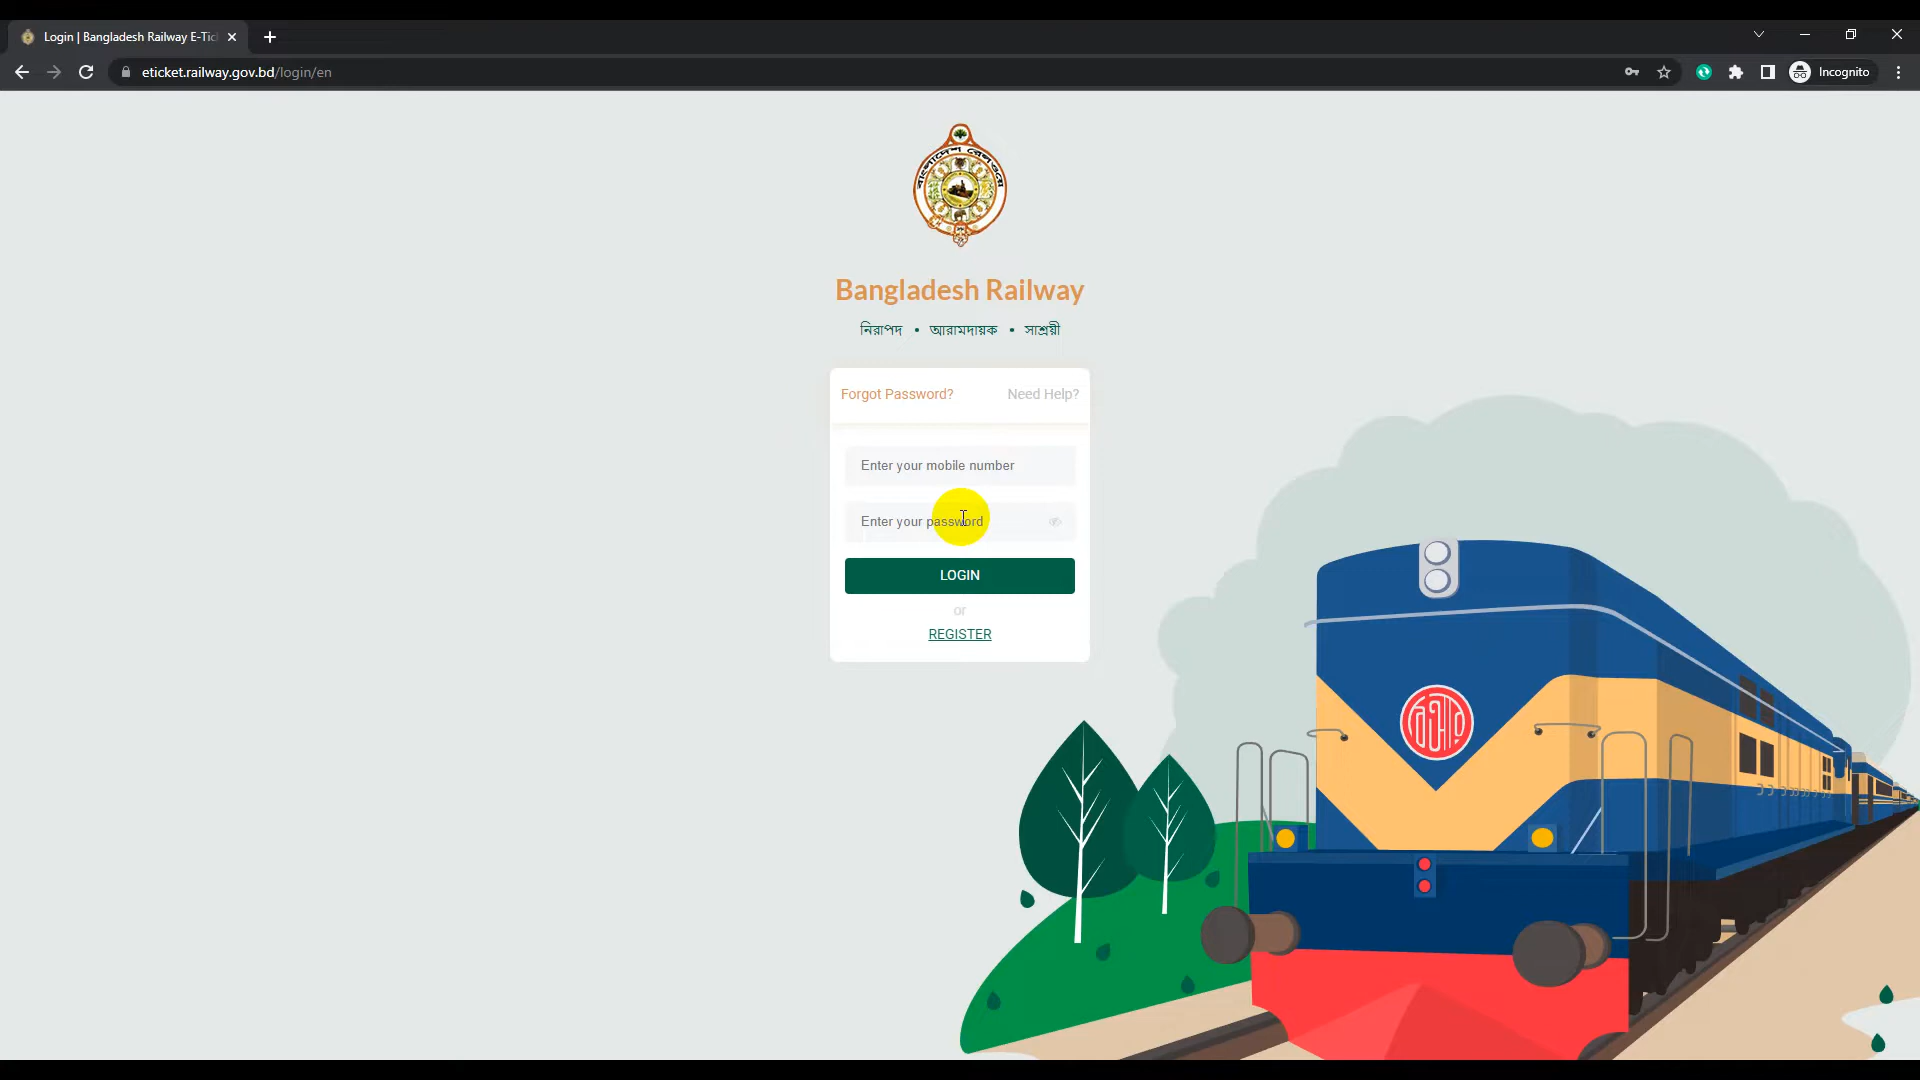 Login | Bangladesh Railway E-Tic
eticket.railway.gov.bd/login/en
Incognito
বাংলাদেশ রেলওয়ে
Bangladesh Railway
নিরাপদ • আরামদায়ক • সাশ্রয়ী
Forgot Password? Need Help?
Enter your mobile number
Enter your password
LOGIN
or
REGISTER